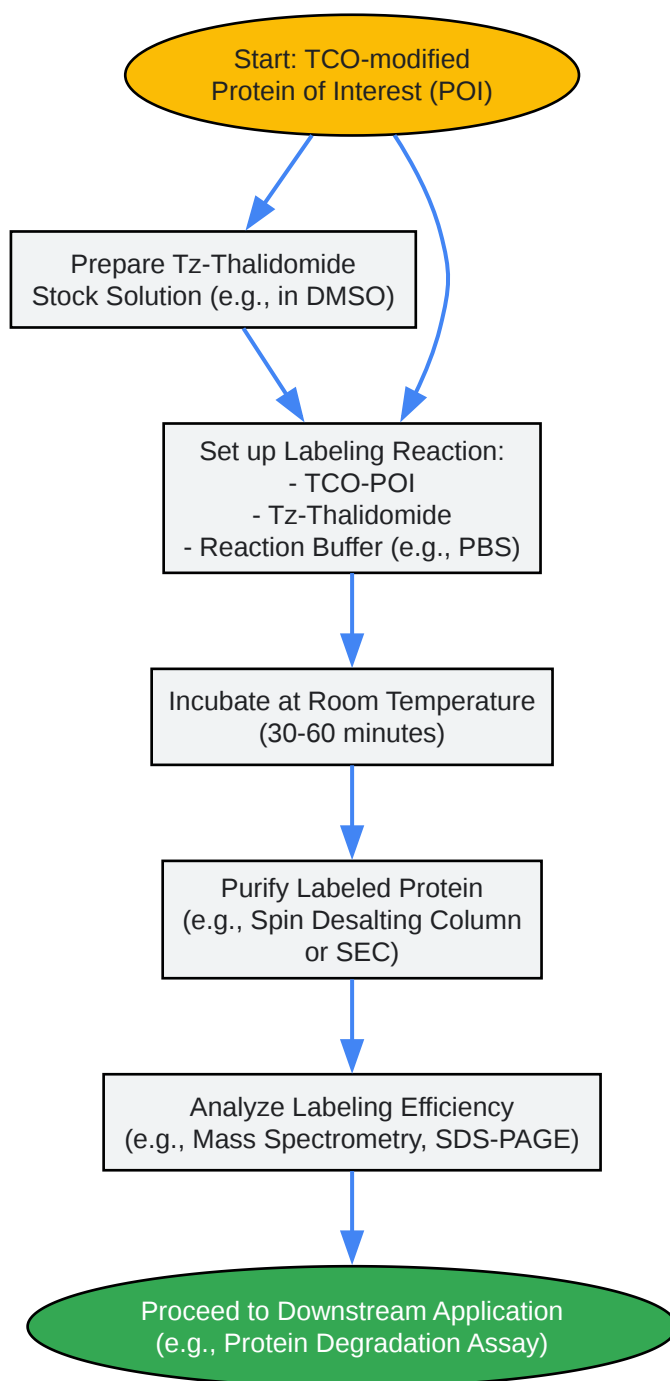 Start: TCO-modified
Protein of Interest (POI)
Prepare Tz-Thalidomide
Stock Solution (e.g., in DMSO)
Set up Labeling Reaction:
- TCO-POI
- Tz-Thalidomide
- Reaction Buffer (e.g., PBS)
Incubate at Room Temperature
(30-60 minutes)
Purify Labeled Protein
(e.g., Spin Desalting Column
or SEC)
Analyze Labeling Efficiency
(e.g., Mass Spectrometry, SDS-PAGE)
Proceed to Downstream Application
(e.g., Protein Degradation Assay)